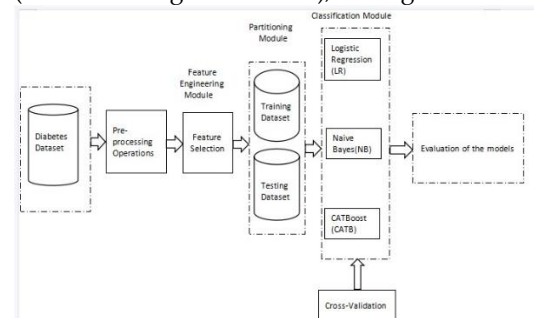 Classification Module
Partitioning
Module
Feature
Engineering
Module
Diabetes
Dataset
Pre-
processing
Operations
Feature
Selection
Training
Dataset
Testing
Dataset
Logistic
Regression
(LR)
Naive
Bayes(NB)
CATBoost
(CATB)
Evaluation of the models
Cross-Validation